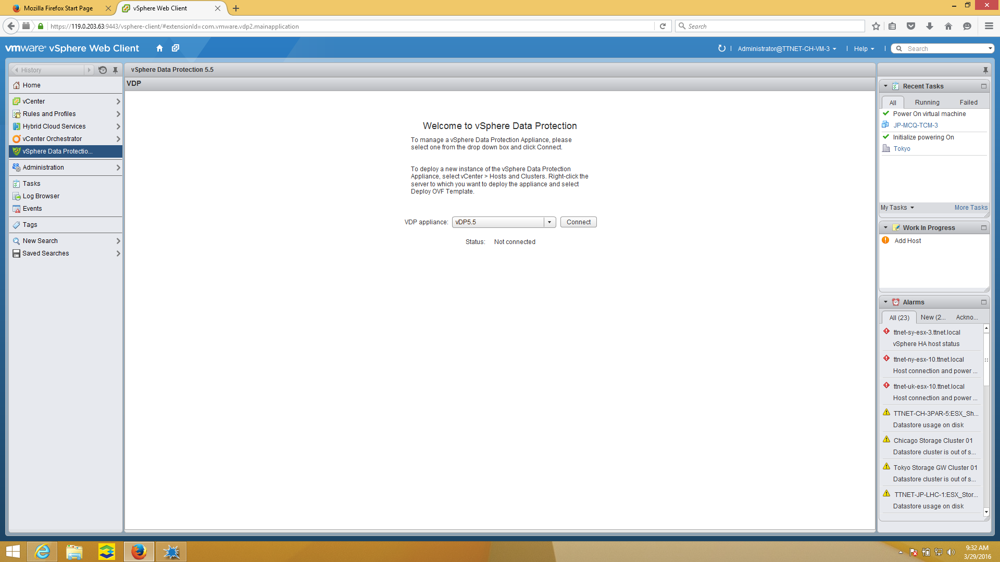 Mozilla Firefox Start Page
vSphere Web Client
https://119.0.203.63:9443/vsphere-client/#extensionId=com.vmware.vdp2.mainapplication
Search
vmware® vSphere Web Client
Administrator@TTNET-CH-VM-3
Help
Search
History
Home
vCenter
Rules and Profiles
Hybrid Cloud Services
vCenter Orchestrator
vSphere Data Protectio...
Administration
Tasks
Log Browser
Events
Tags
New Search
Saved Searches
vSphere Data Protection 5.5
VDP
Welcome to vSphere Data Protection
To manage a vSphere Data Protection Appliance, please
select one from the drop down box and click Connect.
To deploy a new instance of the vSphere Data Protection
Appliance, select vCenter > Hosts and Clusters. Right-click the
server to which you want to deploy the appliance and select
Deploy OVF Template.
VDP appliance: vDP5.5 Connect
Status: Not connected
Recent Tasks
All Running Failed
Power On virtual machine
JP-MCQ-TCM-3
Initialize powering On
Tokyo
My Tasks More Tasks
Work In Progress
Add Host
Alarms
All (23) New (2... Ackno...
ttnet-sy-esx-3.ttnet.local
vSphere HA host status
ttnet-ny-esx-10.ttnet.local
Host connection and power ...
ttnet-uk-esx-10.ttnet.local
Host connection and power ...
TTNET-CH-3PAR-5:ESX_Sh...
Datastore usage on disk
Chicago Storage Cluster 01
Datastore cluster is out of s...
Tokyo Storage GW Cluster 01
Datastore cluster is out of s...
TTNET-JP-LHC-1:ESX_Stor...
Datastore usage on disk
9:32 AM
3/29/2016